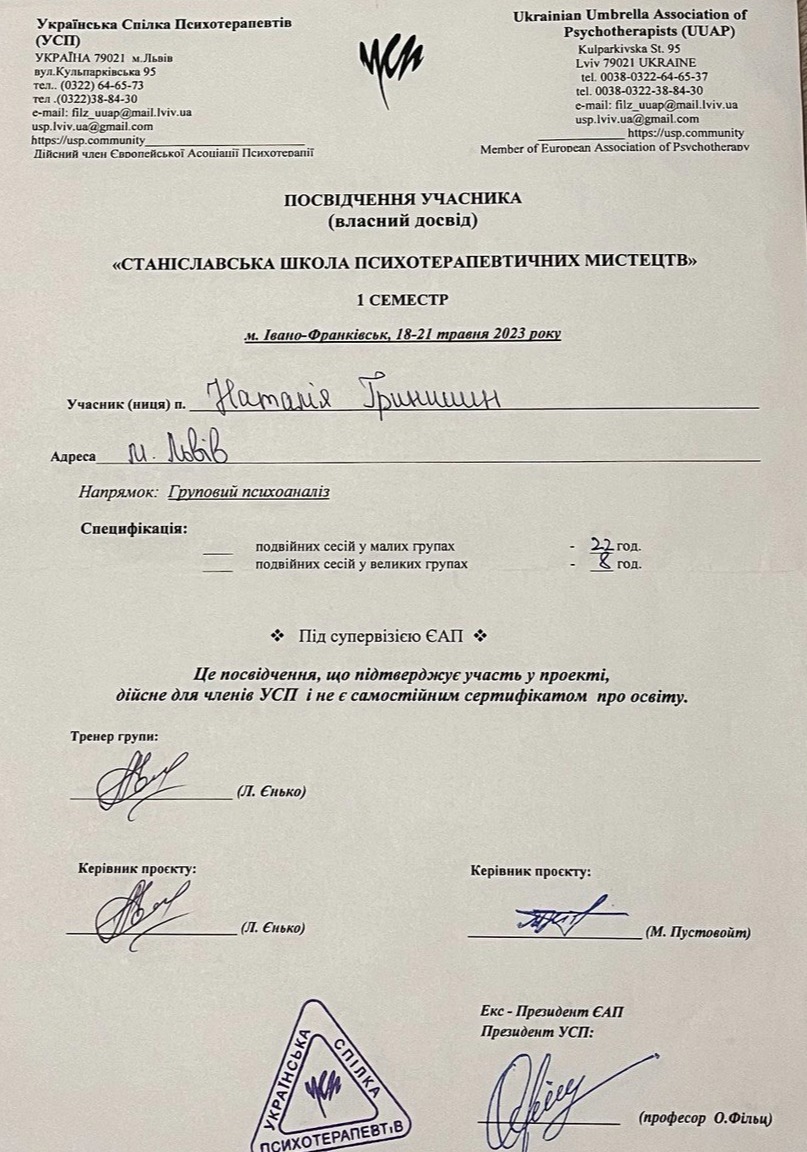 Українська Спілка Психотерапевтів
(УСП)
УКРАЇНА 79021 м.Львів
вул.Кульпарківська 95
тел.. (0322) 64-65-73
тел .(0322)38-84-30
e-mail: filz_uuap@mail.lviv.ua
usp.lviv.ua@gmail.com
https://usp.community
Дійсний член Європейської Асоціації Психотерапії
усп
Ukrainian Umbrella Association of
Psychotherapists (UUAP)
Kulparkivska St. 95
Lviv 79021 UKRAINE
tel. 0038-0322-64-65-37
tel. 0038-0322-38-84-30
e-mail: filz_uuap@mail.lviv.ua
usp.lviv.ua@gmail.com
https://usp.community
Member of European Association of Psychotherapy
ПОСВІДЧЕННЯ УЧАСНИКА
(власний досвід)
«СТАНІСЛАВСЬКА ШКОЛА ПСИХОТЕРАПЕВТИЧНИХ МИСТЕЦТВ»
1 СЕМЕСТР
м. Івано-Франківськ, 18-21 травня 2023 року
Учасник (ниця) п. Наталія Гринишин
Адреса м. Львів
Напрямок: Груповий психоаналіз
Специфікація:
подвійних сесій у малих групах - 22 год.
подвійних сесій у великих групах - 8 год.
❖ Під супервізією ЄАП ❖
Це посвідчення, що підтверджує участь у проекті,
дійсне для членів УСП і не є самостійним сертифікатом про освіту.
Тренер групи:
(Л. Єнько)
Керівник проєкту:
(Л. Єнько)
Керівник проєкту:
(М. Пустовойт)
Екс - Президент ЄАП
Президент УСП:
(професор О.Фільц)
УКРАЇНСЬКА
СПІЛКА
ПСИХОТЕРАПЕВТІВ
усп